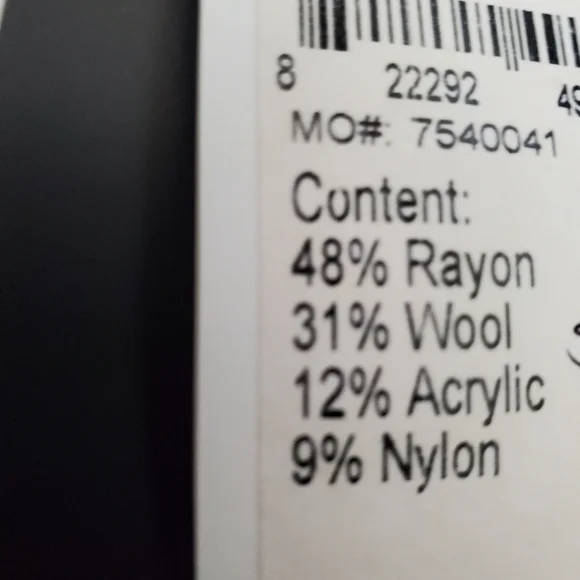 8 22292 49
MO#: 7540041
Content:
48% Rayon
31% Wool
12% Acrylic
9% Nylon